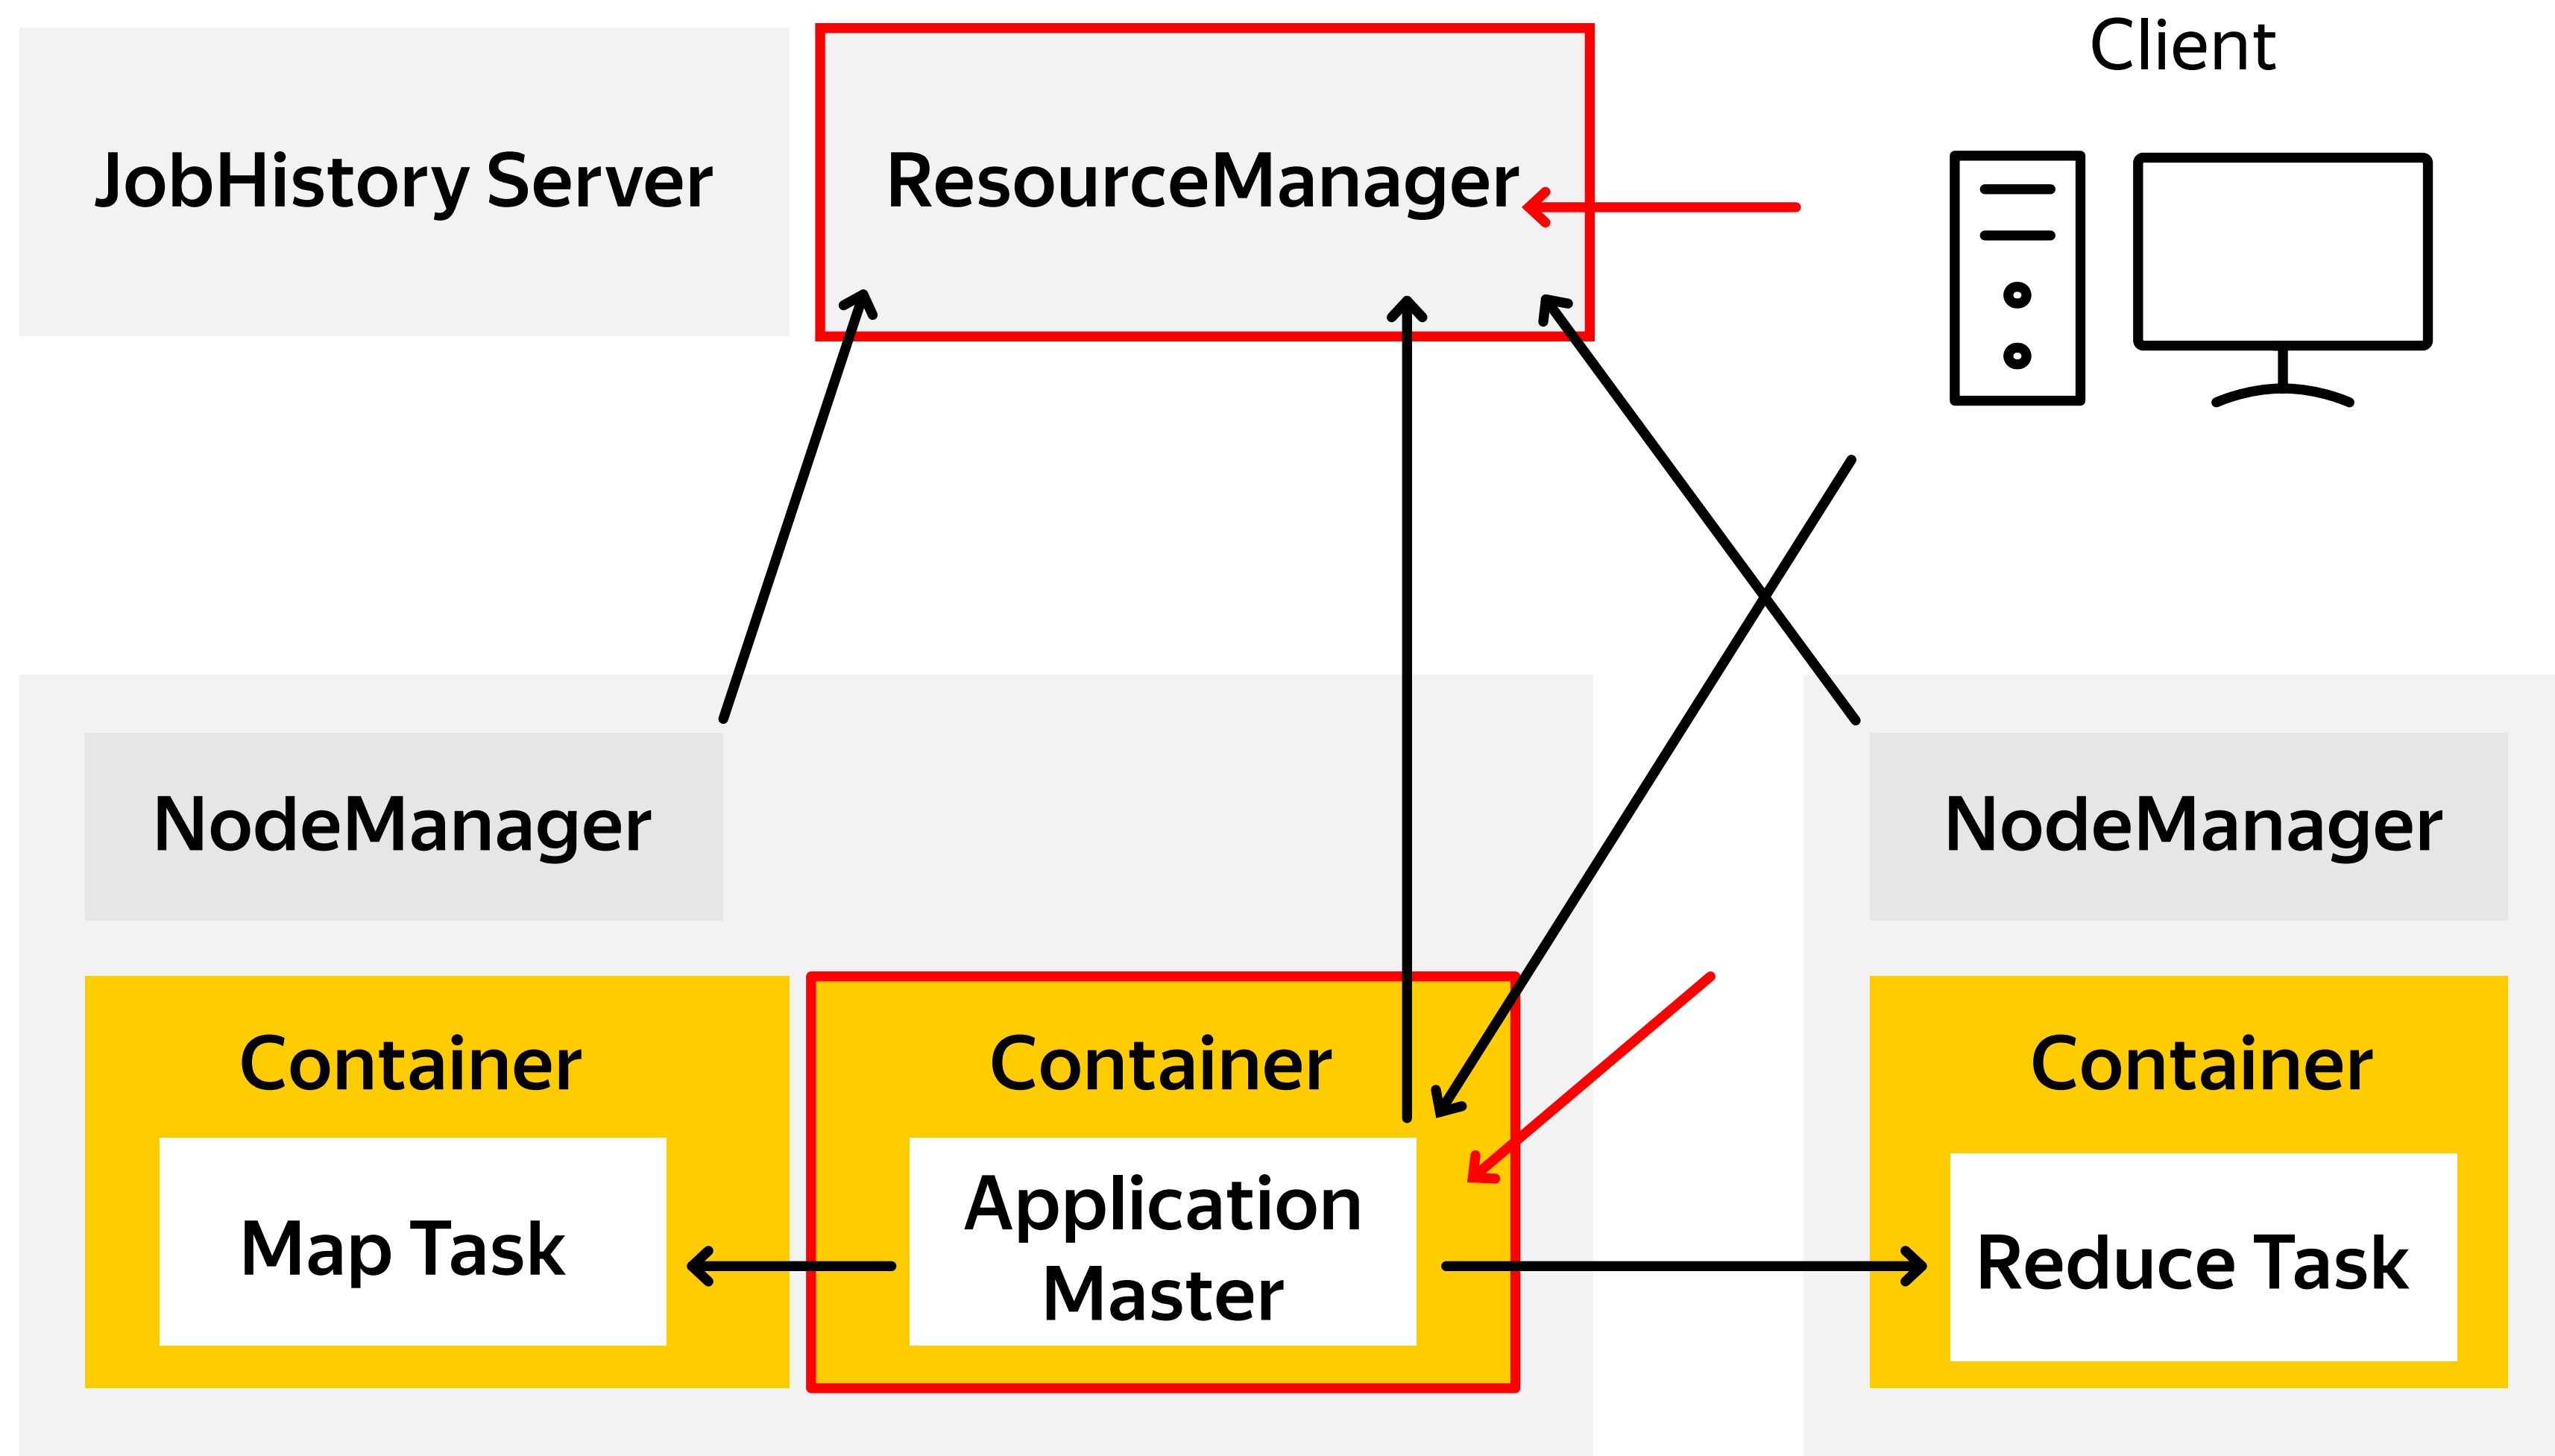 Client
JobHistory Server
ResourceManager
NodeManager
NodeManager
Container
Container
Container
Map Task
Application
Master
Reduce Task